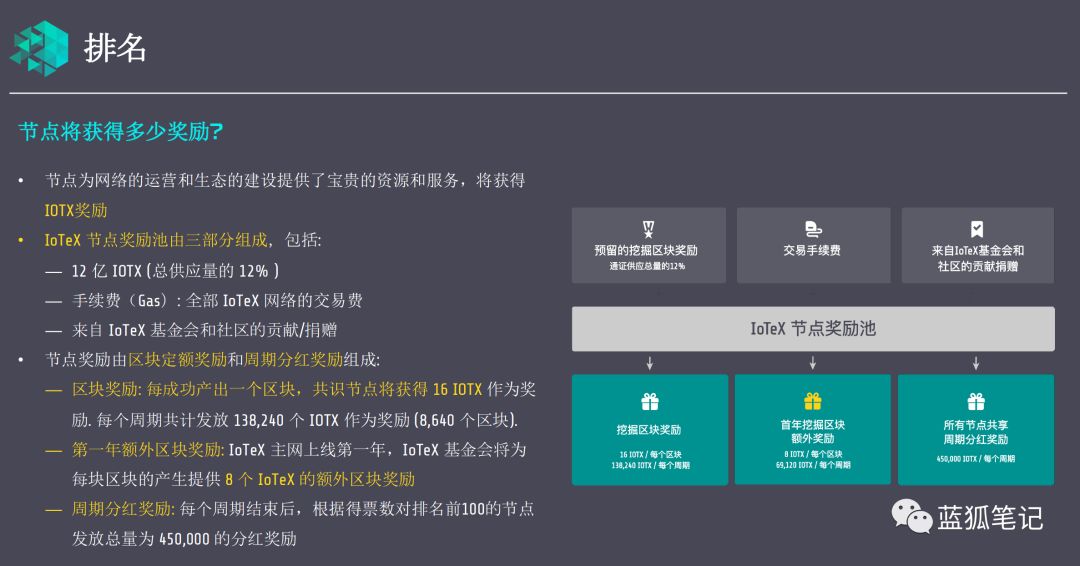 排名
节点将获得多少奖励?
• 节点为网络的运营和生态的建设提供了宝贵的资源和服务，将获得
IOTX奖励
• IoTeX 节点奖励池由三部分组成，包括:
— 12 亿 IOTX (总供应量的 12% )
— 手续费（Gas）: 全部 IoTeX 网络的交易费
— 来自 IoTeX 基金会和社区的贡献/捐赠
• 节点奖励由区块定额奖励和周期分红奖励组成:
— 区块奖励: 每成功产出一个区块，共识节点将获得 16 IOTX 作为奖
励. 每个周期共计发放 138,240 个 IOTX 作为奖励 (8,640 个区块).
— 第一年额外区块奖励: IoTeX 主网上线第一年，IoTeX 基金会将为
每块区块的产生提供 8 个 IoTeX 的额外区块奖励
— 周期分红奖励: 每个周期结束后，根据得票数对排名前100的节点
发放总量为 450,000 的分红奖励
预留的挖掘区块奖励
通证供应总量的12%
交易手续费
来自IoTeX基金会和
社区的贡献捐赠
IoTeX 节点奖励池
挖掘区块奖励
16 IOTX / 每个区块
138,240 IOTX / 每个周期
首年挖掘区块
额外奖励
8 IOTX / 每个区块
69,120 IOTX / 每个周期
所有节点共享
周期分红奖励
450,000 IOTX / 每个周期
蓝狐笔记